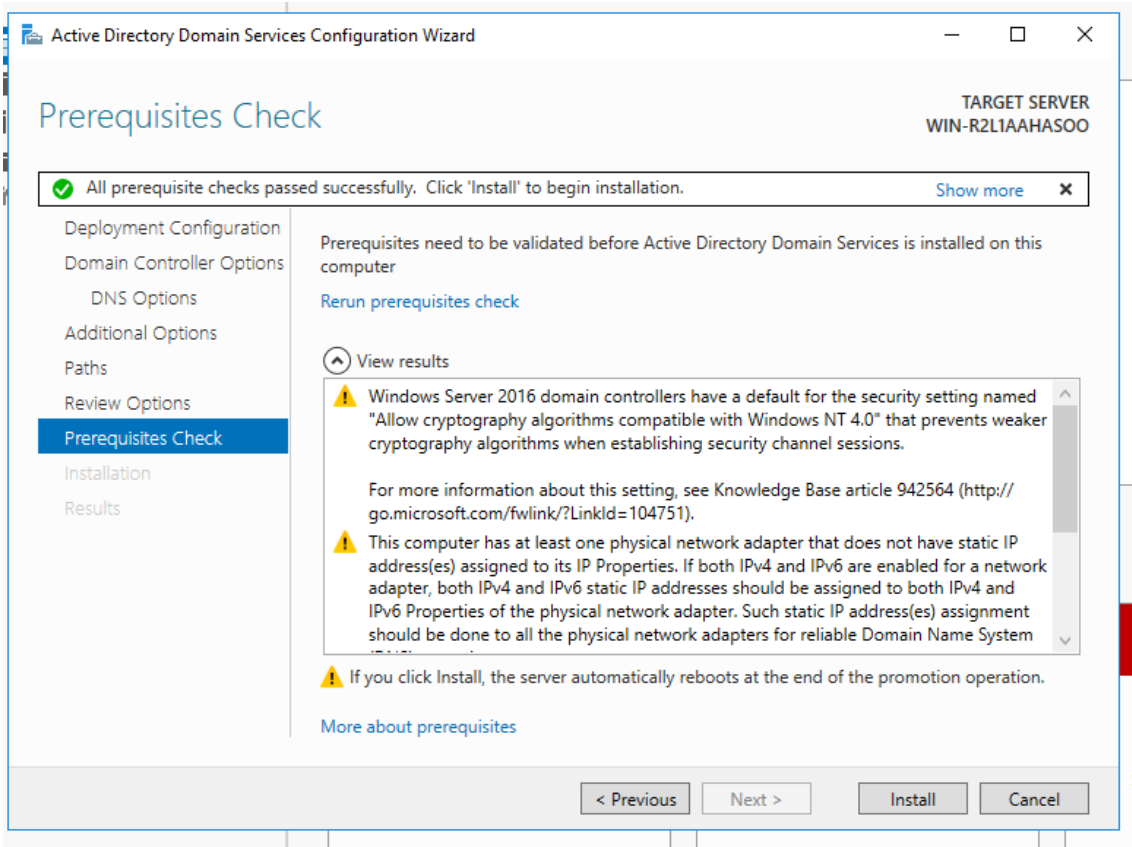 Active Directory Domain Services Configuration Wizard
Prerequisites Check
TARGET SERVER
WIN-R2L1AAHASOO
All prerequisite checks passed successfully.  Click 'Install' to begin installation.
Show more
Deployment Configuration
Domain Controller Options
DNS Options
Additional Options
Paths
Review Options
Prerequisites Check
Installation
Results
Prerequisites need to be validated before Active Directory Domain Services is installed on this
computer
Rerun prerequisites check
View results
Windows Server 2016 domain controllers have a default for the security setting named
"Allow cryptography algorithms compatible with Windows NT 4.0" that prevents weaker
cryptography algorithms when establishing security channel sessions.
For more information about this setting, see Knowledge Base article 942564 (http://
go.microsoft.com/fwlink/?LinkId=104751).
This computer has at least one physical network adapter that does not have static IP
address(es) assigned to its IP Properties. If both IPv4 and IPv6 are enabled for a network
adapter, both IPv4 and IPv6 static IP addresses should be assigned to both IPv4 and
IPv6 Properties of the physical network adapter. Such static IP address(es) assignment
should be done to all the physical network adapters for reliable Domain Name System
If you click Install, the server automatically reboots at the end of the promotion operation.
More about prerequisites
< Previous
Next >
Install
Cancel